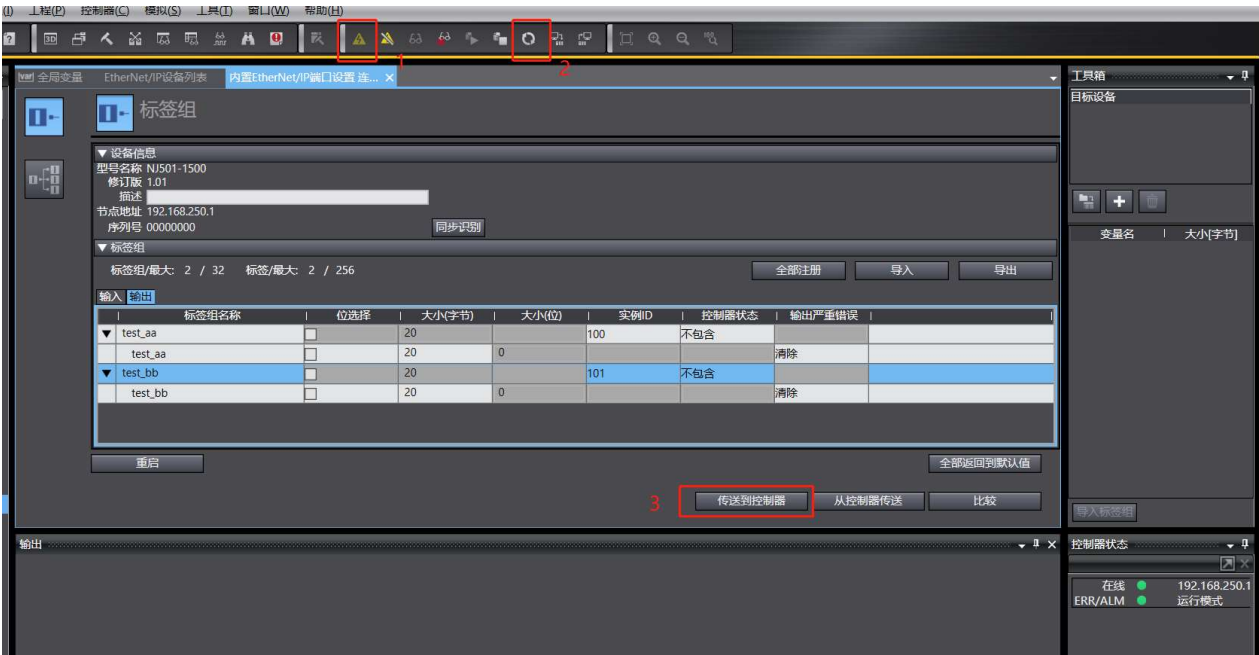 (I) 工程(P) 控制器(C) 模拟(S) 工具(T) 窗口(W) 帮助(H)
3D
1
2
全局变量 EtherNet/IP设备列表 内置EtherNet/IP端口设置 连...
工具箱
目标设备
标签组
设备信息
型号名称 NJ501-1500
修订版 1.01
描述
节点地址 192.168.250.1
序列号 00000000
同步识别
变量名 大小[字节]
标签组
标签组/最大: 2 / 32 标签/最大: 2 / 256
全部注册 导入 导出
输入 输出
标签组名称 位选择 大小(字节) 大小(位) 实例ID 控制器状态 输出严重错误
test_aa 20 100 不包含
test_aa 20 0 清除
test_bb 20 101 不包含
test_bb 20 0 清除
重启 全部返回到默认值
3 传送到控制器 从控制器传送 比较
导入标签组
输出
控制器状态
在线 192.168.250.1
ERR/ALM 运行模式